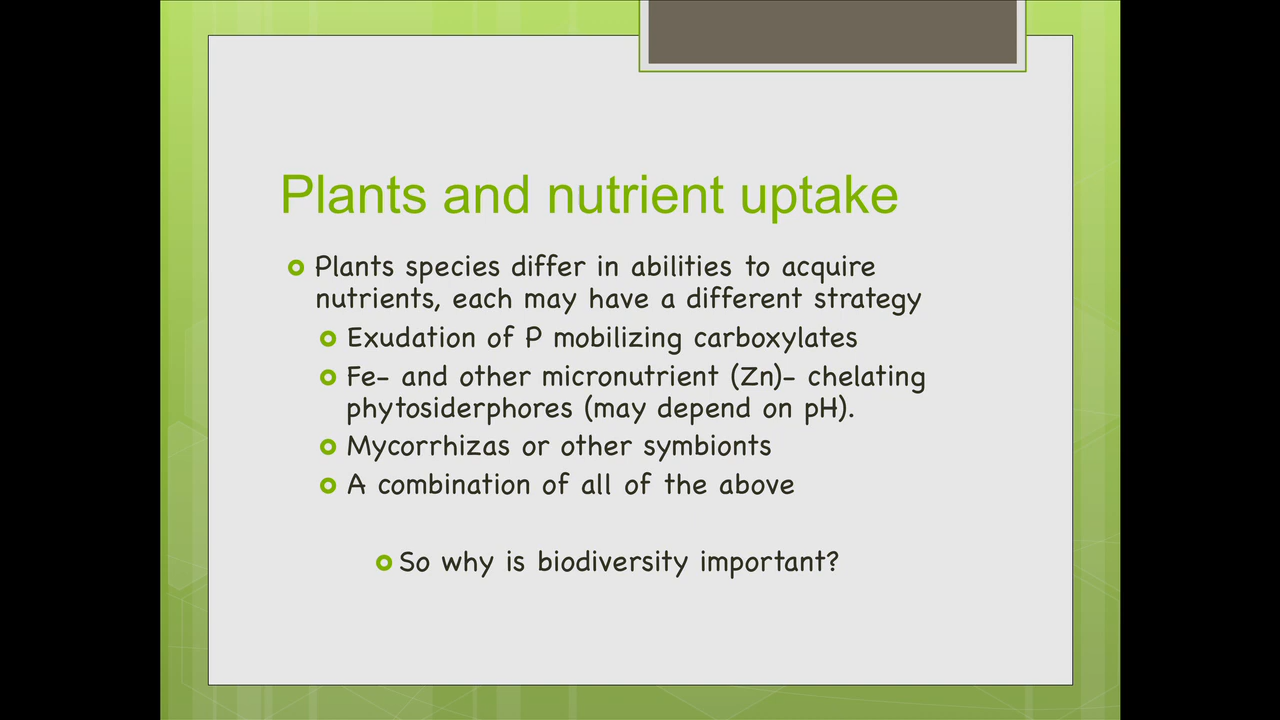 Plants and nutrient uptake
Plants species differ in abilities to acquire
nutrients, each may have a different strategy
Exudation of P mobilizing carboxylates
Fe- and other micronutrient (Zn)- chelating
phytosiderphores (may depend on pH).
Mycorrhizas or other symbionts
A combination of all of the above
So why is biodiversity important?